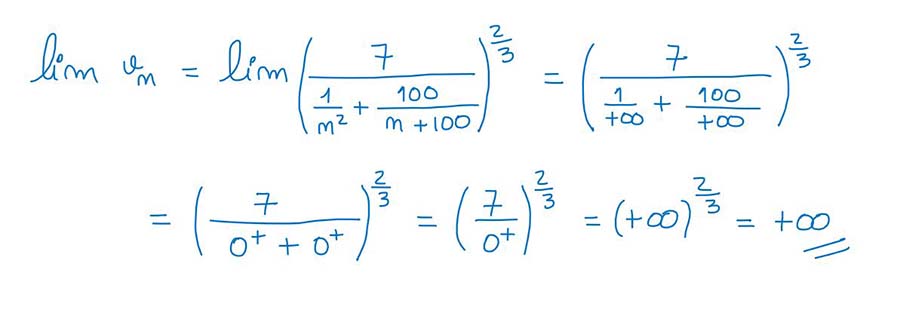 lim vₙ = lim (7 / (1/n² + 100/(n+100)))^(2/3) = (7 / (1/+∞ + 100/+∞))^(2/3)
= (7 / (0⁺ + 0⁺))^(2/3) = (7/0⁺)^(2/3) = (+∞)^(2/3) = +∞